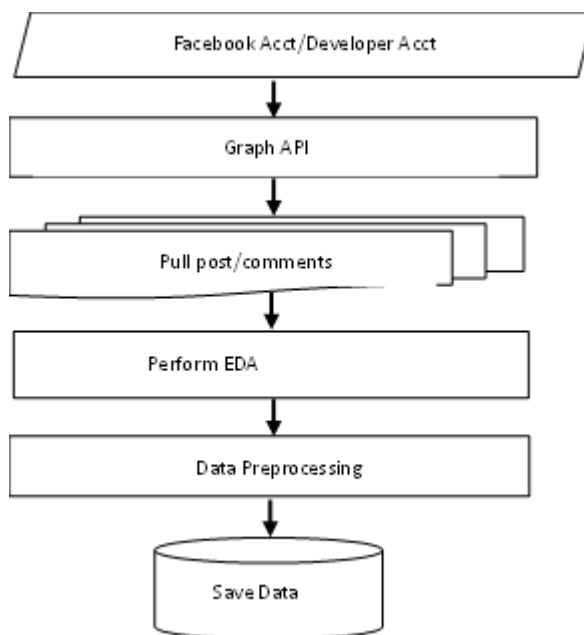 Facebook Acct/Developer Acct
Graph API
Pull post/comments
Perform EDA
Data Preprocessing
Save Data